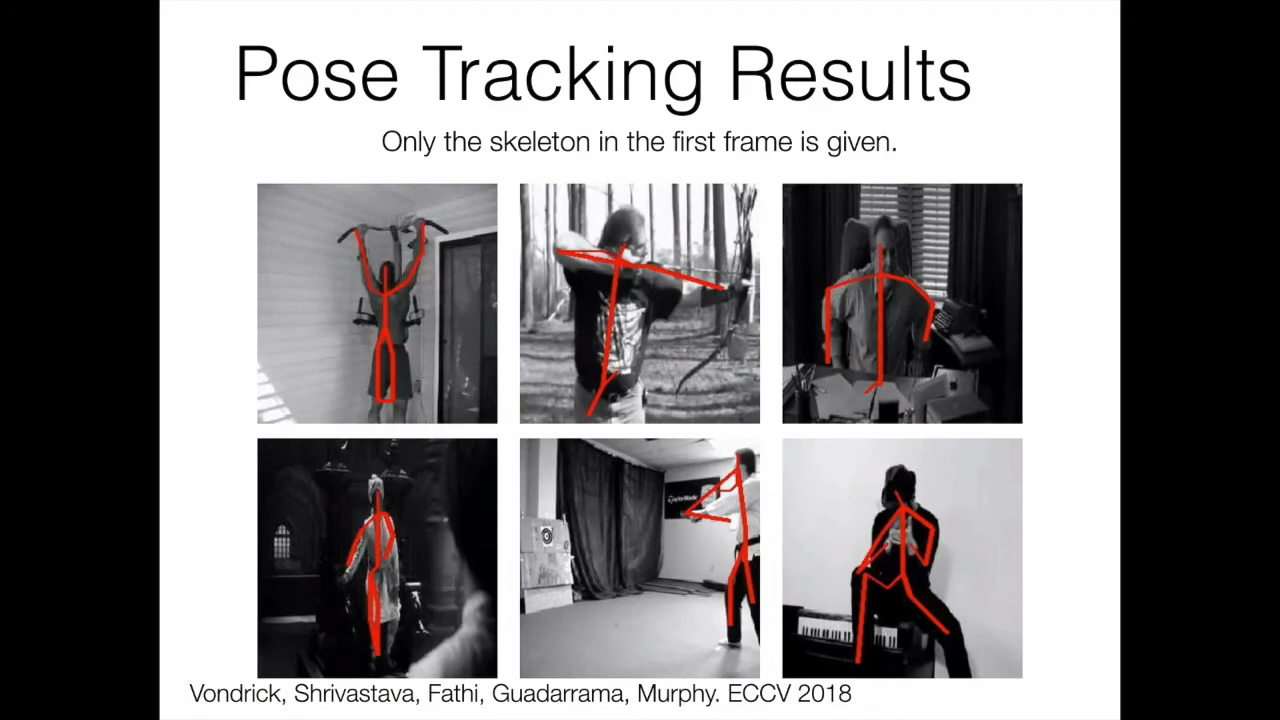 Pose Tracking Results
Only the skeleton in the first frame is given.
TaylorMade
Vondrick, Shrivastava, Fathi, Guadarrama, Murphy. ECCV 2018